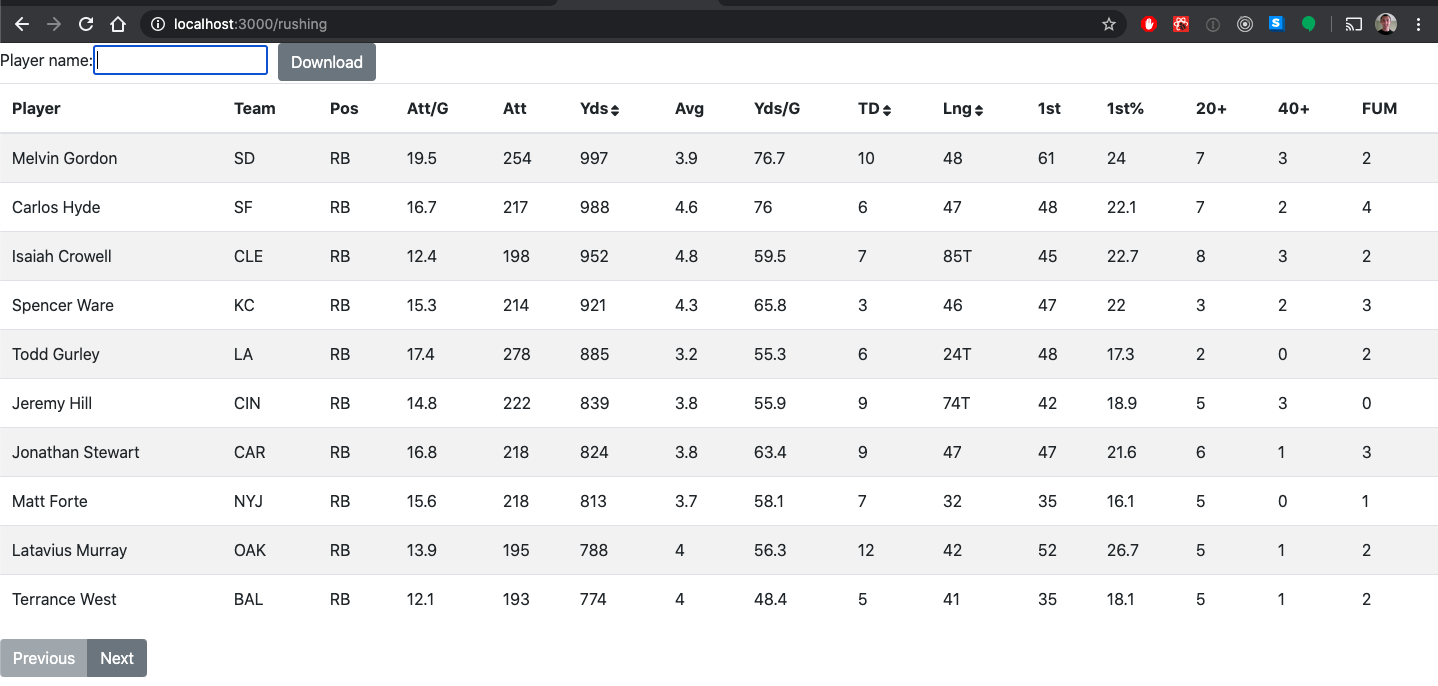 localhost:3000/rushing
Player name: Download
Player Team Pos Att/G Att Yds Avg Yds/G TD Lng 1st 1st% 20+ 40+ FUM
Melvin Gordon SD RB 19.5 254 997 3.9 76.7 10 48 61 24 7 3 2
Carlos Hyde SF RB 16.7 217 988 4.6 76 6 47 48 22.1 7 2 4
Isaiah Crowell CLE RB 12.4 198 952 4.8 59.5 7 85T 45 22.7 8 3 2
Spencer Ware KC RB 15.3 214 921 4.3 65.8 3 46 47 22 3 2 3
Todd Gurley LA RB 17.4 278 885 3.2 55.3 6 24T 48 17.3 2 0 2
Jeremy Hill CIN RB 14.8 222 839 3.8 55.9 9 74T 42 18.9 5 3 0
Jonathan Stewart CAR RB 16.8 218 824 3.8 63.4 9 47 47 21.6 6 1 3
Matt Forte NYJ RB 15.6 218 813 3.7 58.1 7 32 35 16.1 5 0 1
Latavius Murray OAK RB 13.9 195 788 4 56.3 12 42 52 26.7 5 1 2
Terrance West BAL RB 12.1 193 774 4 48.4 5 41 35 18.1 5 1 2
Previous Next